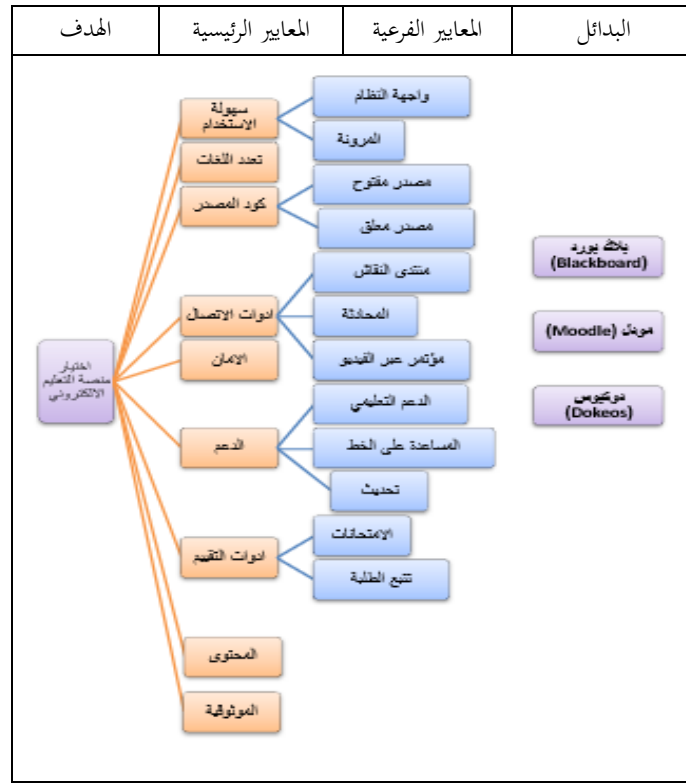 الهدف
المعايير الرئيسية
المعايير الفرعية
البدائل
اختيار
منصة التعليم
الالكتروني
سهولة
الاستخدام
واجهة النظام
المرونة
تعدد اللغات
كود المصدر
مصدر مفتوح
مصدر مغلق
ادوات الاتصال
منتدى النقاش
المحادثة
مؤتمر عبر الفيديو
الامان
الدعم
الدعم التعليمي
المساعدة على الخط
تحديث
ادوات التقييم
الامتحانات
تتبع الطلبة
المحتوى
الموثوقية
بلاك بورد
(Blackboard)
مودل (Moodle)
دوكيوس
(Dokeos)